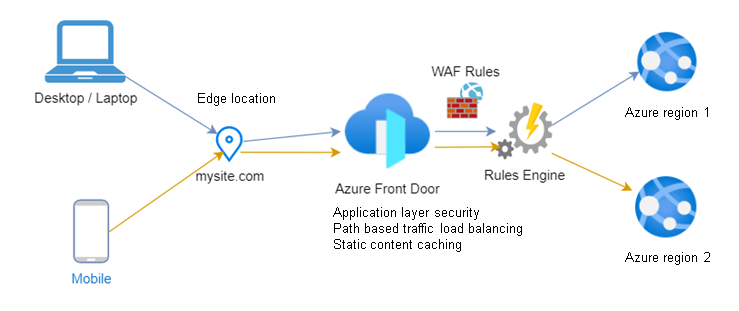 Desktop / Laptop
Edge location
mysite.com
Mobile
Azure Front Door
Application layer security
Path based traffic load balancing
Static content caching
WAF Rules
Rules Engine
Azure region 1
Azure region 2